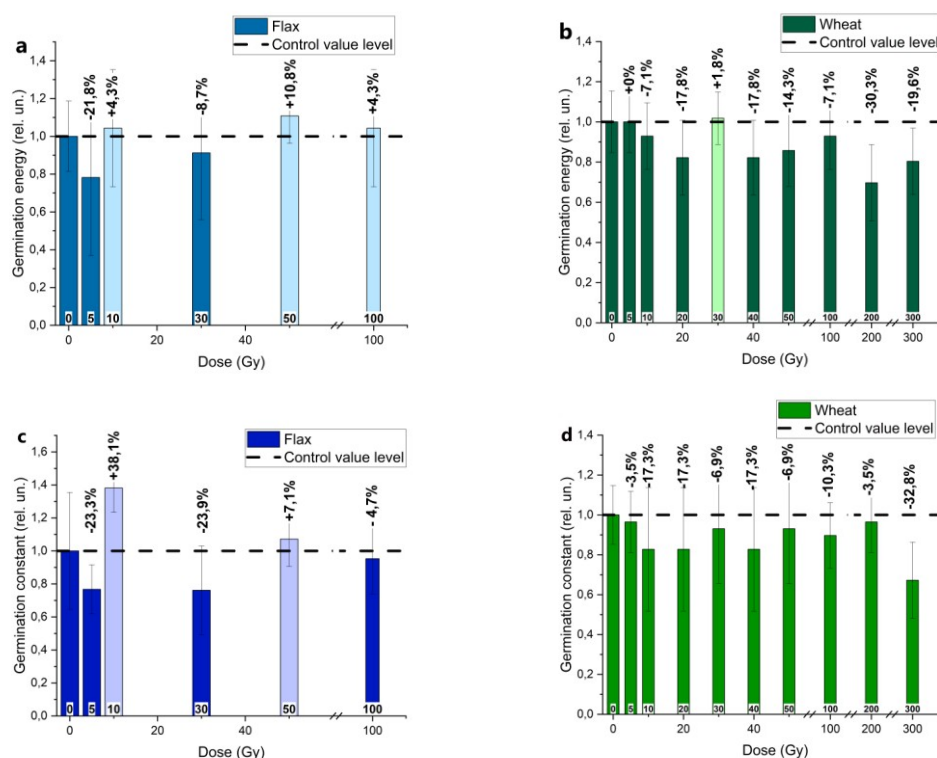 a
Flax
Control value level
Germination energy (rel. un.)
1,4
1,2
1,0
0,8
0,6
0,4
0,2
0,0
-21,8%
+4,3%
-8,7%
+10,8%
+4,3%
0 5 10 30 50 100
0 20 40 100
Dose (Gy)
b
Wheat
Control value level
Germination energy (rel. un.)
1,4
1,2
1,0
0,8
0,6
0,4
0,2
0,0
+0%
-7,1%
-17,8%
+1,8%
-17,8%
-14,3%
-7,1%
-30,3%
-19,6%
0 5 10 20 30 40 50 100 200 300
0 20 40 100 200 300
Dose (Gy)
c
Flax
Control value level
Germination constant (rel. un.)
1,6
1,4
1,2
1,0
0,8
0,6
0,4
0,2
0,0
-23,3%
+38,1%
-23,9%
+7,1%
-4,7%
0 5 10 30 50 100
0 20 40 100
Dose (Gy)
d
Wheat
Control value level
Germination constant (rel. un.)
1,4
1,2
1,0
0,8
0,6
0,4
0,2
0,0
-3,5%
-17,3%
-17,3%
-6,9%
-17,3%
-6,9%
-10,3%
-3,5%
-32,8%
0 5 10 20 30 40 50 100 200 300
0 20 40 100 200 300
Dose (Gy)